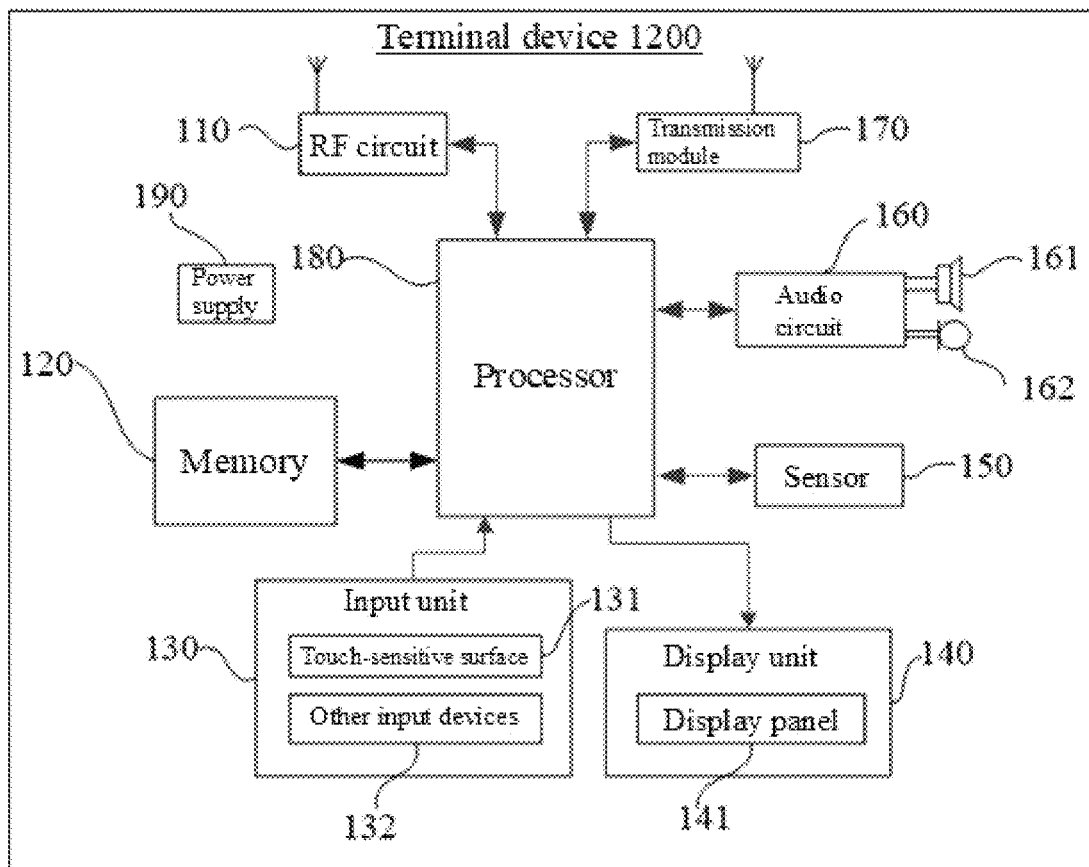 Terminal device 1200
110
RF circuit
Transmission
module
170
190
Power
supply
180
160
161
Audio
circuit
162
120
Processor
Memory
Sensor
150
Input unit
131
130
Touch-sensitive surface
Other input devices
132
Display unit
140
Display panel
141